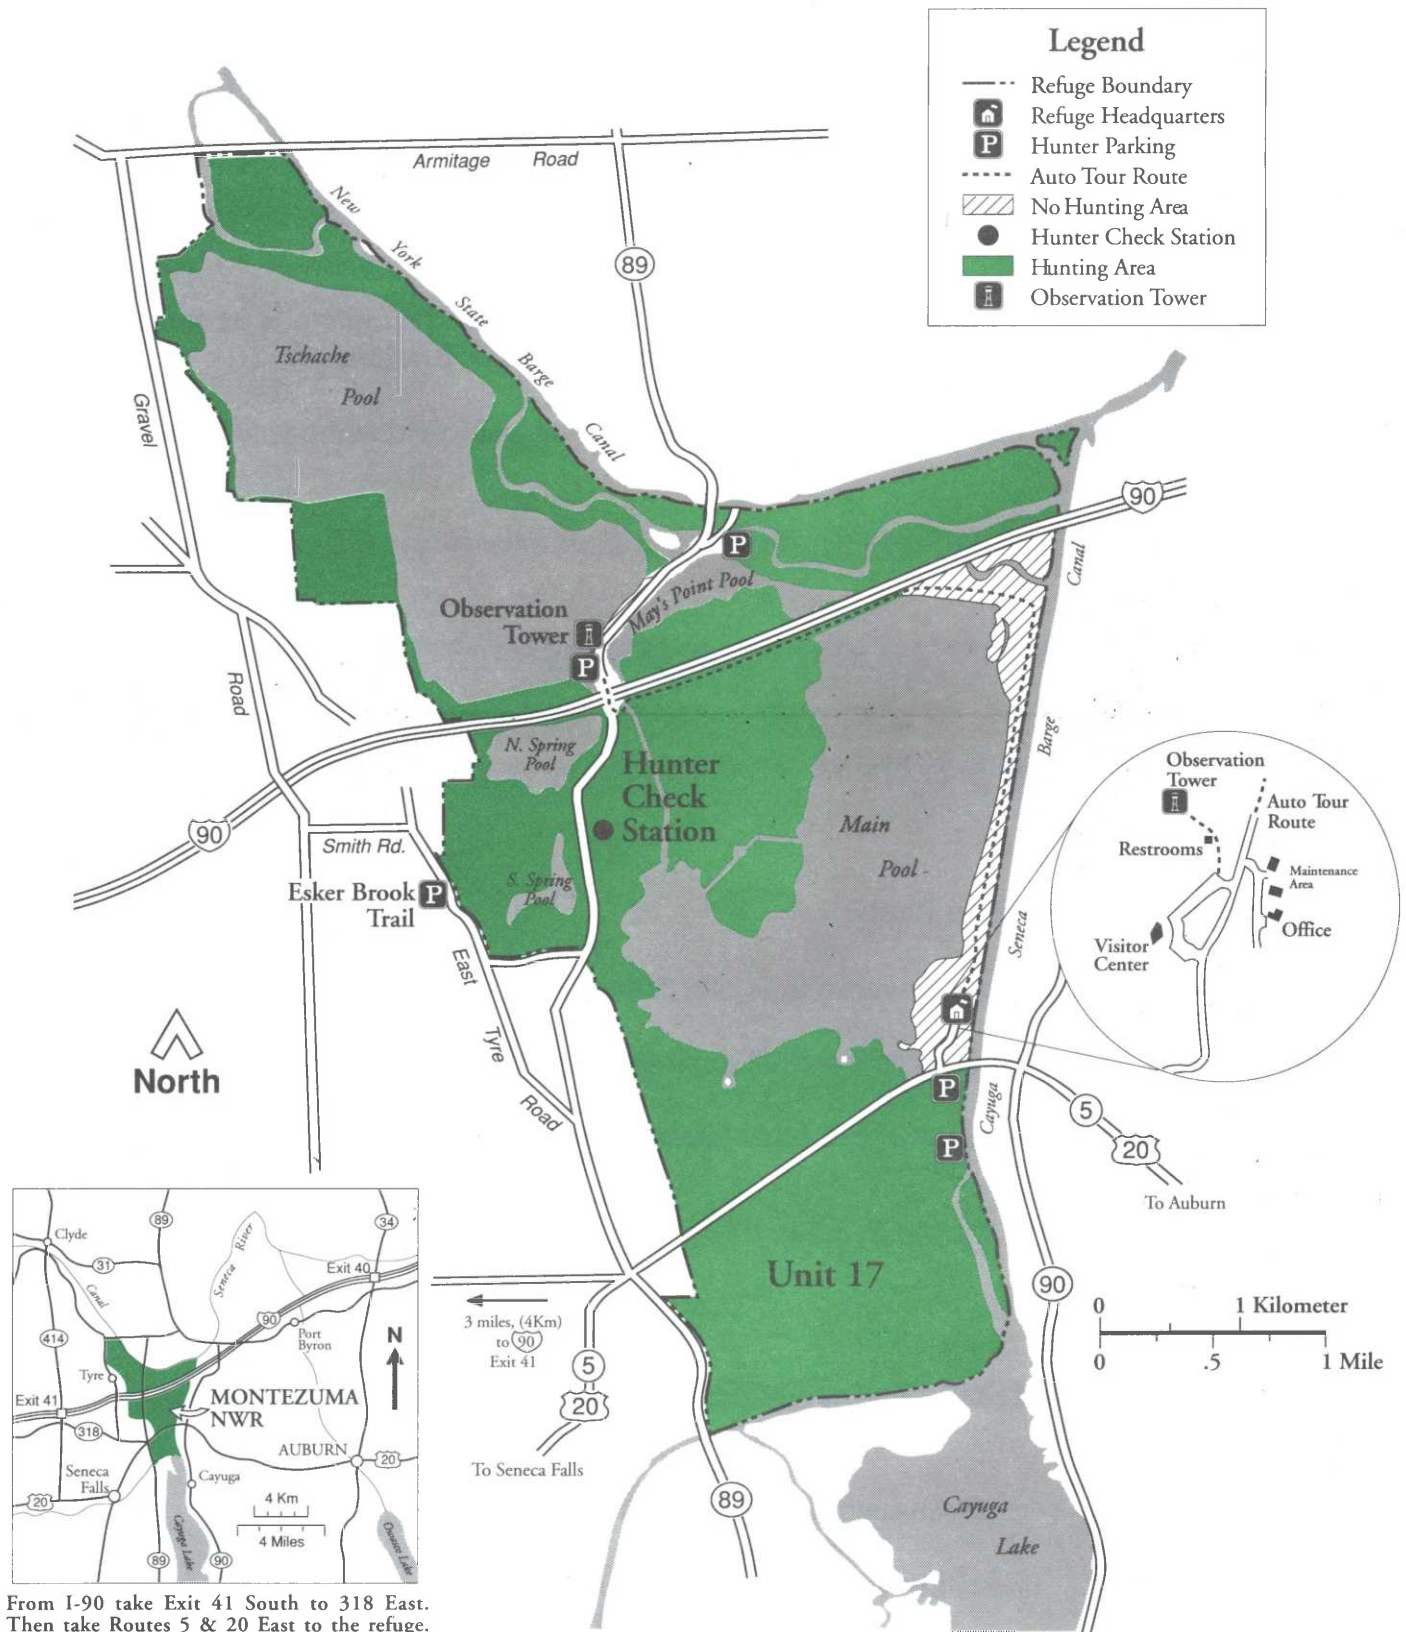 Legend
Refuge Boundary
Refuge Headquarters
P Hunter Parking
Auto Tour Route
No Hunting Area
Hunter Check Station
Hunting Area
Observation Tower
Armitage Road
New
York
State
Barge
Canal
89
Tschache
Pool
Gravel
Road
90
P
May's Point Pool
Observation
Tower
P
Canal
Barge
Seneca
Cayuga
N. Spring
Pool
Hunter
Check
Station
Main
Pool
90
Smith Rd.
S. Spring
Pool
Esker Brook
Trail
P
East
Tyre
Road
Observation
Tower
Auto Tour
Route
Restrooms
Maintenance
Area
Office
Visitor
Center
North
P
P
5
20
To Auburn
Unit 17
90
3 miles, (4Km)
to 90
Exit 41
5
20
To Seneca Falls
89
0 1 Kilometer
0 .5 1 Mile
Cayuga
Lake
89
34
Clyde
31
Seneca River
Exit 40
Canal
90
414
Port
Byron
N
Tyre
Exit 41
MONTEZUMA
NWR
318
AUBURN
20
Seneca
Falls
Cayuga
20
4 Km
4 Miles
Cayuga Lake
Owasco Lake
89
90
From I-90 take Exit 41 South to 318 East.
Then take Routes 5 & 20 East to the refuge.